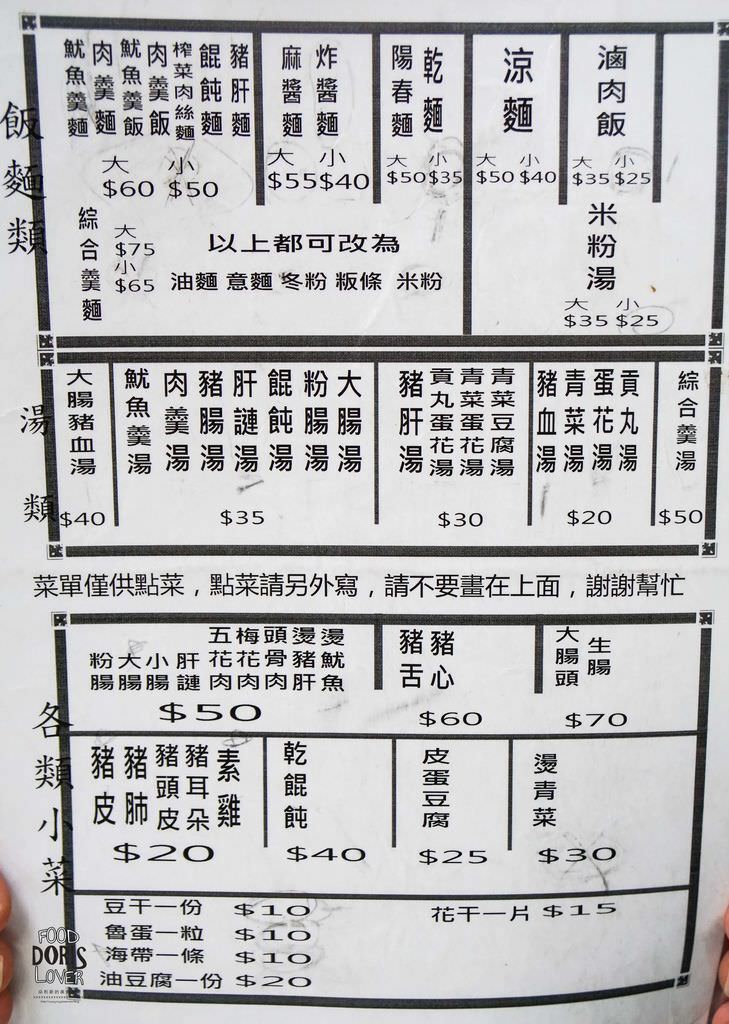 飯麵類
魷魚羹麵
肉羹麵
魷魚羹飯
肉羹飯
榨菜肉絲麵
餛飩麵
豬肝麵
大 小
$60 $50
麻醬麵
炸醬麵
大 小
$55 $40
陽春麵
乾麵
大 小
$50 $35
涼麵
大 小
$50 $40
滷肉飯
大 小
$35 $25
綜合羹麵
大
$75
小
$65
以上都可改為
油麵 意麵 冬粉 粄條 米粉
米粉湯
大 小
$35 $25
湯類
大腸豬血湯
$40
魷魚羹湯
肉羹湯
豬腸湯
肝連湯
餛飩湯
粉腸湯
大腸湯
$35
豬肝湯
貢丸蛋花湯
青菜蛋花湯
青菜豆腐湯
$30
豬血湯
青菜湯
蛋花湯
貢丸湯
$20
綜合羹湯
$50
菜單僅供點菜，點菜請另外寫，請不要畫在上面，謝謝幫忙
各類小菜
粉腸
大腸
小腸
肝連
五花肉
梅花肉
頭骨肉
燙豬肝
燙魷魚
$50
豬舌
豬心
$60
大腸頭
生腸
$70
豬皮
豬肺
豬頭皮
豬耳朵
素雞
$20
乾餛飩
$40
皮蛋豆腐
$25
燙青菜
$30
豆干一份 $10
魯蛋一粒 $10
海帶一條 $10
油豆腐一份 $20
花干一片 $15
FOOD
DORIS
LOVER